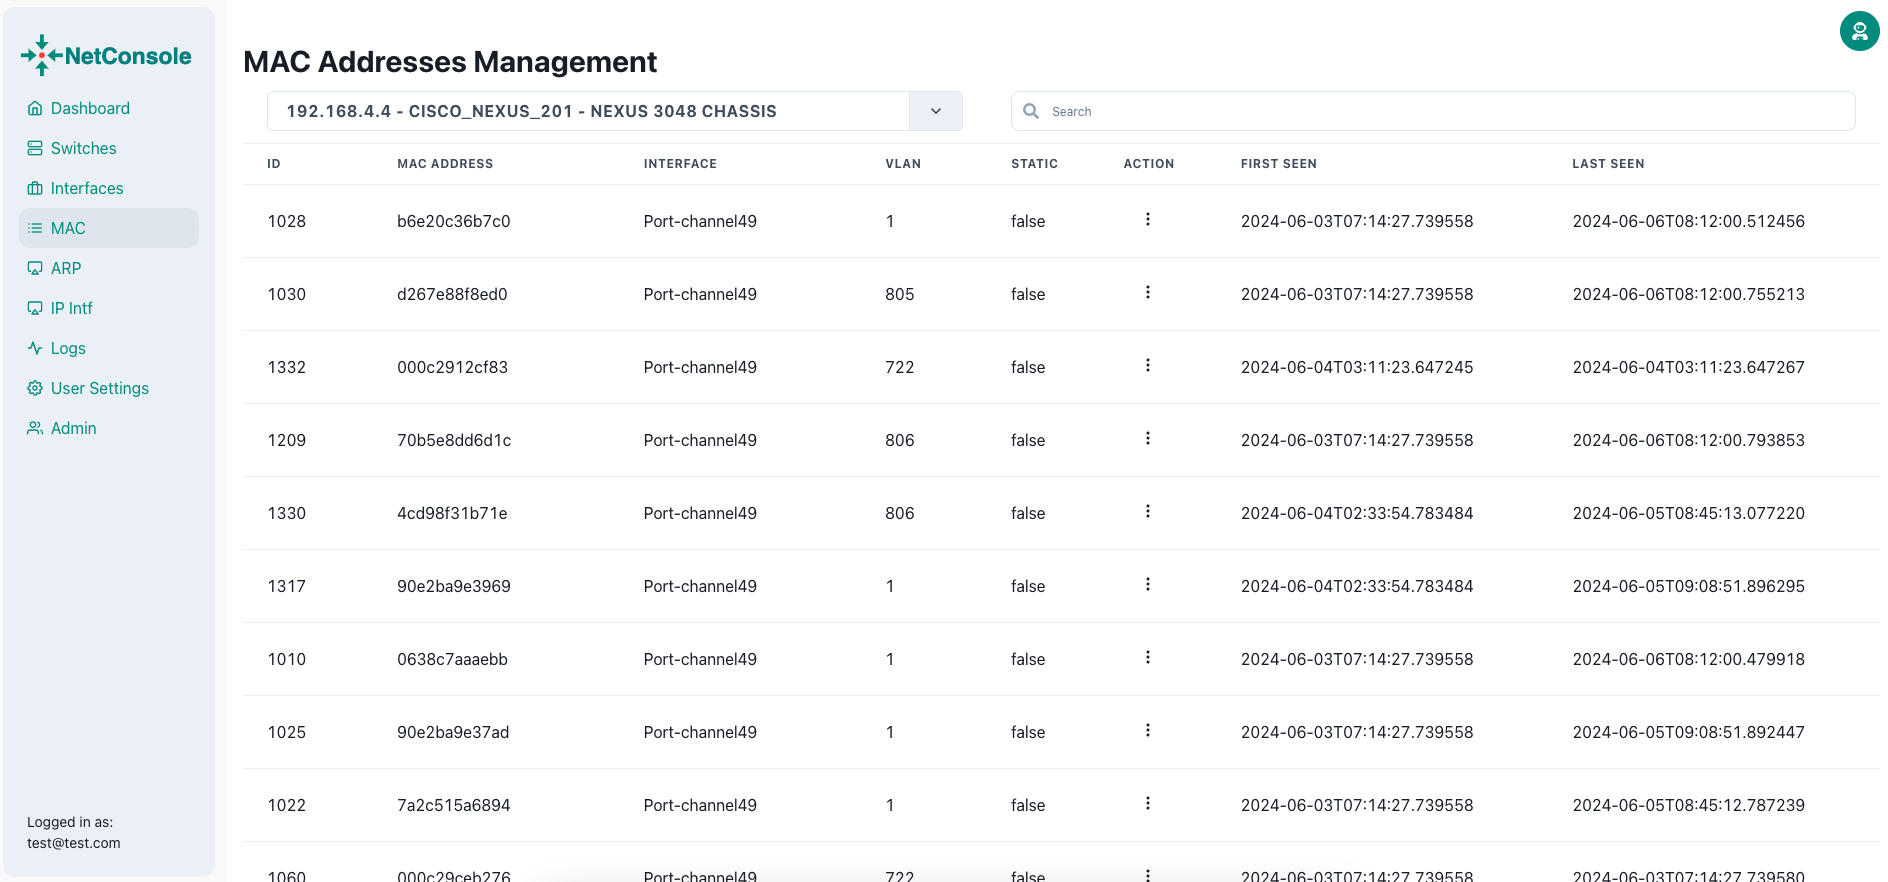 NetConsole
Dashboard
Switches
Interfaces
MAC
ARP
IP Intf
Logs
User Settings
Admin
Logged in as:
test@test.com
MAC Addresses Management
192.168.4.4 - CISCO_NEXUS_201 - NEXUS 3048 CHASSIS
Search
ID MAC ADDRESS INTERFACE VLAN STATIC ACTION FIRST SEEN LAST SEEN
1028 b6e20c36b7c0 Port-channel49 1 false 2024-06-03T07:14:27.739558 2024-06-06T08:12:00.512456
1030 d267e88f8ed0 Port-channel49 805 false 2024-06-03T07:14:27.739558 2024-06-06T08:12:00.755213
1332 000c2912cf83 Port-channel49 722 false 2024-06-04T03:11:23.647245 2024-06-04T03:11:23.647267
1209 70b5e8dd6d1c Port-channel49 806 false 2024-06-03T07:14:27.739558 2024-06-06T08:12:00.793853
1330 4cd98f31b71e Port-channel49 806 false 2024-06-04T02:33:54.783484 2024-06-05T08:45:13.077220
1317 90e2ba9e3969 Port-channel49 1 false 2024-06-04T02:33:54.783484 2024-06-05T09:08:51.896295
1010 0638c7aaaebb Port-channel49 1 false 2024-06-03T07:14:27.739558 2024-06-06T08:12:00.479918
1025 90e2ba9e37ad Port-channel49 1 false 2024-06-03T07:14:27.739558 2024-06-05T09:08:51.892447
1022 7a2c515a6894 Port-channel49 1 false 2024-06-03T07:14:27.739558 2024-06-05T08:45:12.787239
1060 000c29ceb276 Port-channel49 722 false 2024-06-03T07:14:27.739558 2024-06-03T07:14:27.739580